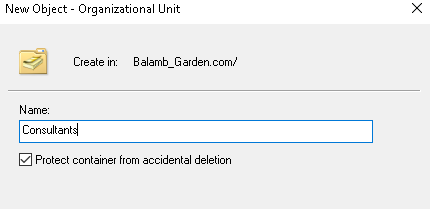 New Object - Organizational Unit
Create in: Balamb_Garden.com/
Name:
Consultants
Protect container from accidental deletion